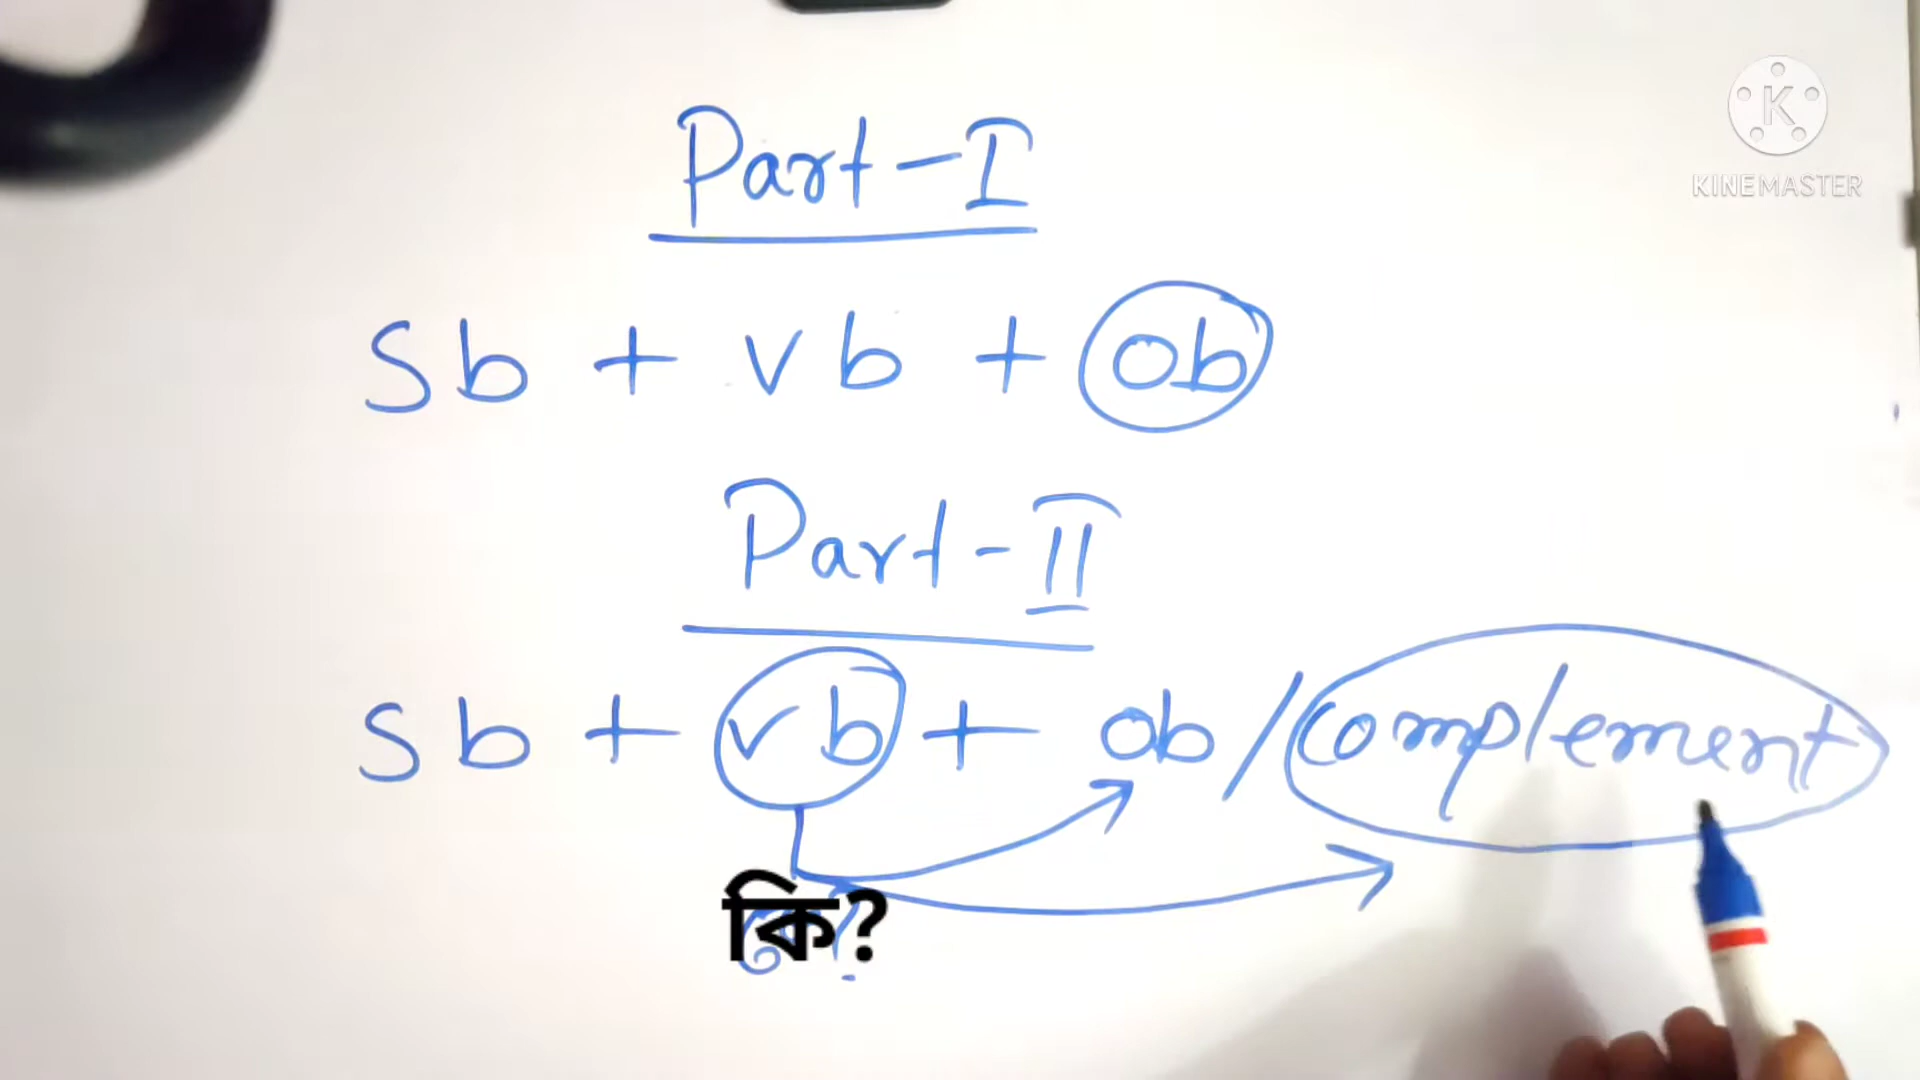 Part-I
KINEMASTER
Sb + vb + ob
Part-II
Sb + vb + ob/complement
কি?